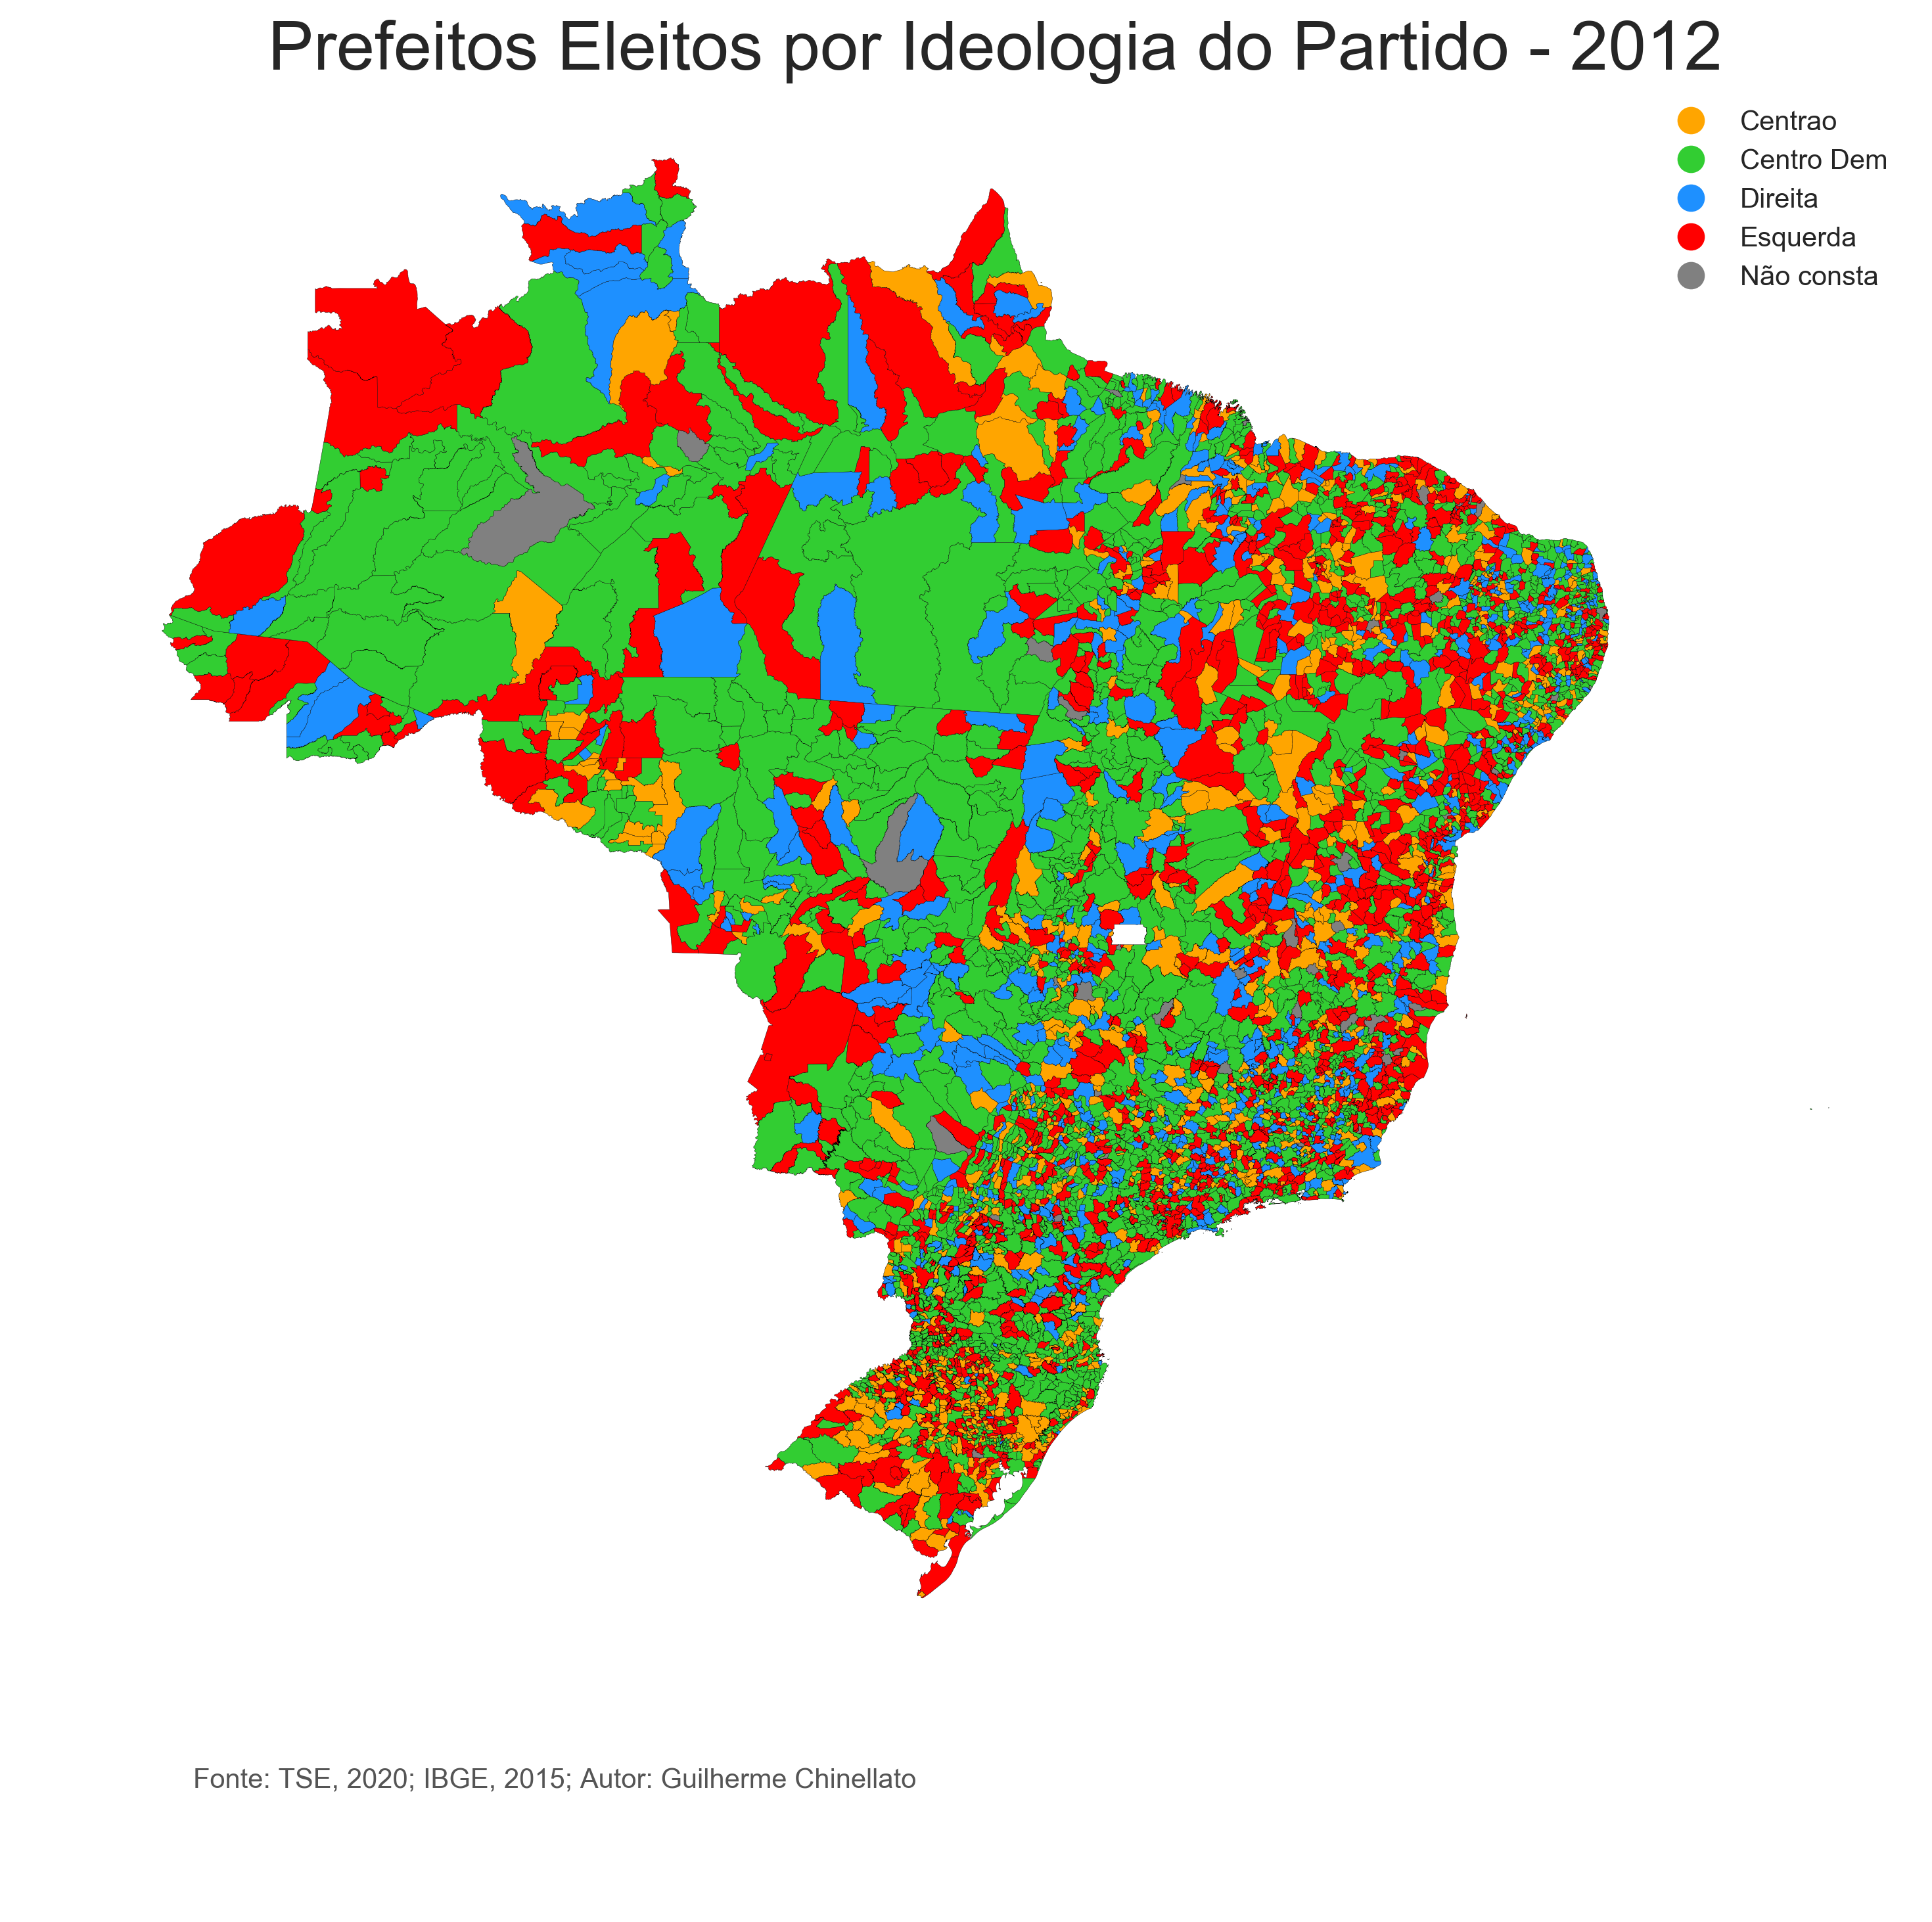 Prefeitos Eleitos por Ideologia do Partido - 2012
Centrao
Centro Dem
Direita
Esquerda
Não consta
Fonte: TSE, 2020; IBGE, 2015; Autor: Guilherme Chinellato